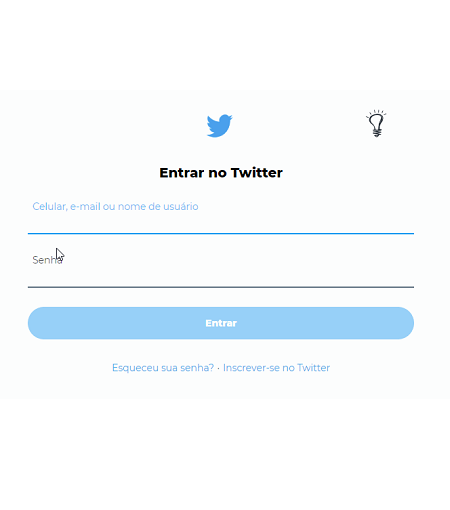 Entrar no Twitter
Celular, e-mail ou nome de usuário
Senha
Entrar
Esqueceu sua senha? · Inscrever-se no Twitter